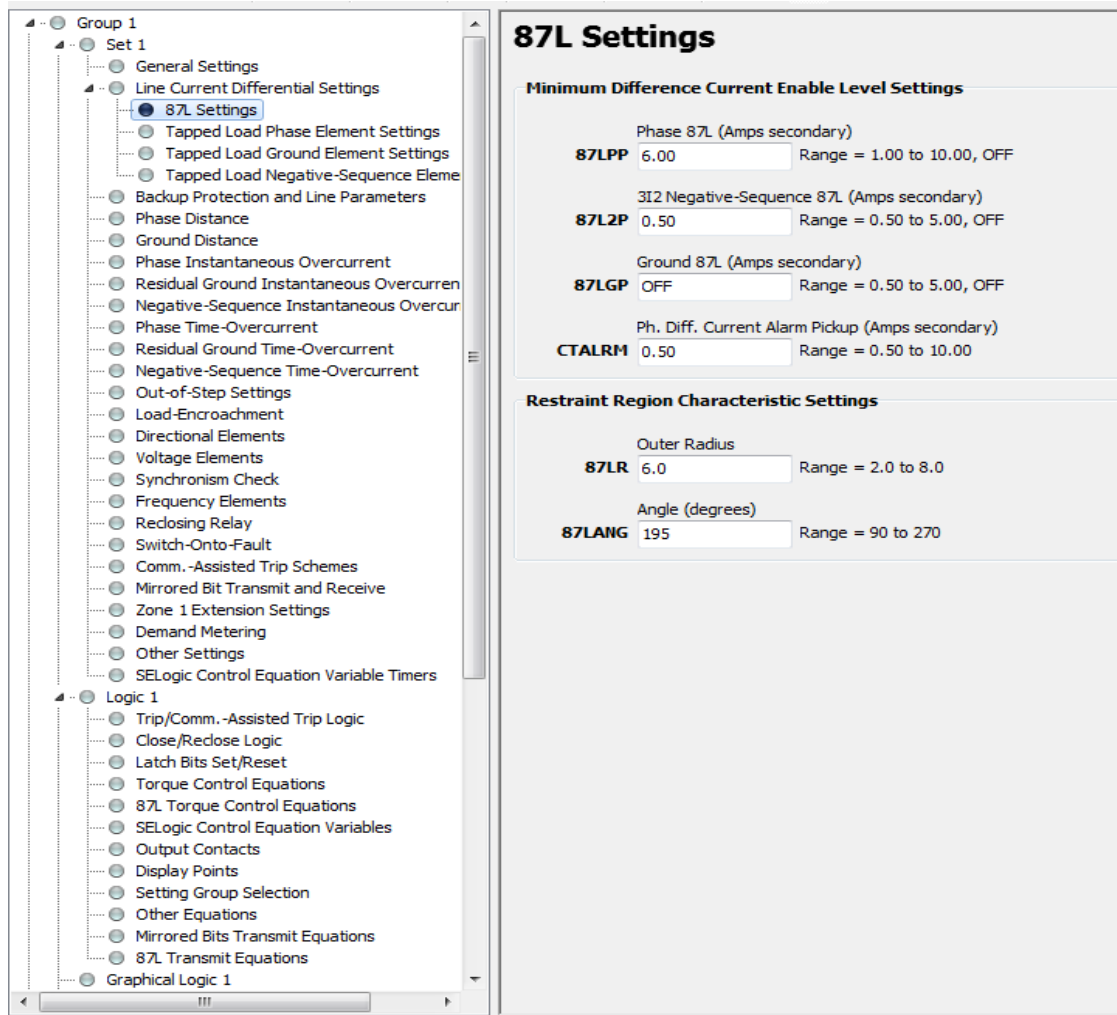 Group 1
Set 1
General Settings
Line Current Differential Settings
87L Settings
Tapped Load Phase Element Settings
Tapped Load Ground Element Settings
Tapped Load Negative-Sequence Eleme
Backup Protection and Line Parameters
Phase Distance
Ground Distance
Phase Instantaneous Overcurrent
Residual Ground Instantaneous Overcurren
Negative-Sequence Instantaneous Overcur
Phase Time-Overcurrent
Residual Ground Time-Overcurrent
Negative-Sequence Time-Overcurrent
Out-of-Step Settings
Load-Encroachment
Directional Elements
Voltage Elements
Synchronism Check
Frequency Elements
Reclosing Relay
Switch-Onto-Fault
Comm.-Assisted Trip Schemes
Mirrored Bit Transmit and Receive
Zone 1 Extension Settings
Demand Metering
Other Settings
SELogic Control Equation Variable Timers
Logic 1
Trip/Comm.-Assisted Trip Logic
Close/Reclose Logic
Latch Bits Set/Reset
Torque Control Equations
87L Torque Control Equations
SELogic Control Equation Variables
Output Contacts
Display Points
Setting Group Selection
Other Equations
Mirrored Bits Transmit Equations
87L Transmit Equations
Graphical Logic 1
87L Settings
Minimum Difference Current Enable Level Settings
Phase 87L (Amps secondary)
87LPP 6.00 Range = 1.00 to 10.00, OFF
3I2 Negative-Sequence 87L (Amps secondary)
87L2P 0.50 Range = 0.50 to 5.00, OFF
Ground 87L (Amps secondary)
87LGP OFF Range = 0.50 to 5.00, OFF
Ph. Diff. Current Alarm Pickup (Amps secondary)
CTALRM 0.50 Range = 0.50 to 10.00
Restraint Region Characteristic Settings
Outer Radius
87LR 6.0 Range = 2.0 to 8.0
Angle (degrees)
87LANG 195 Range = 90 to 270